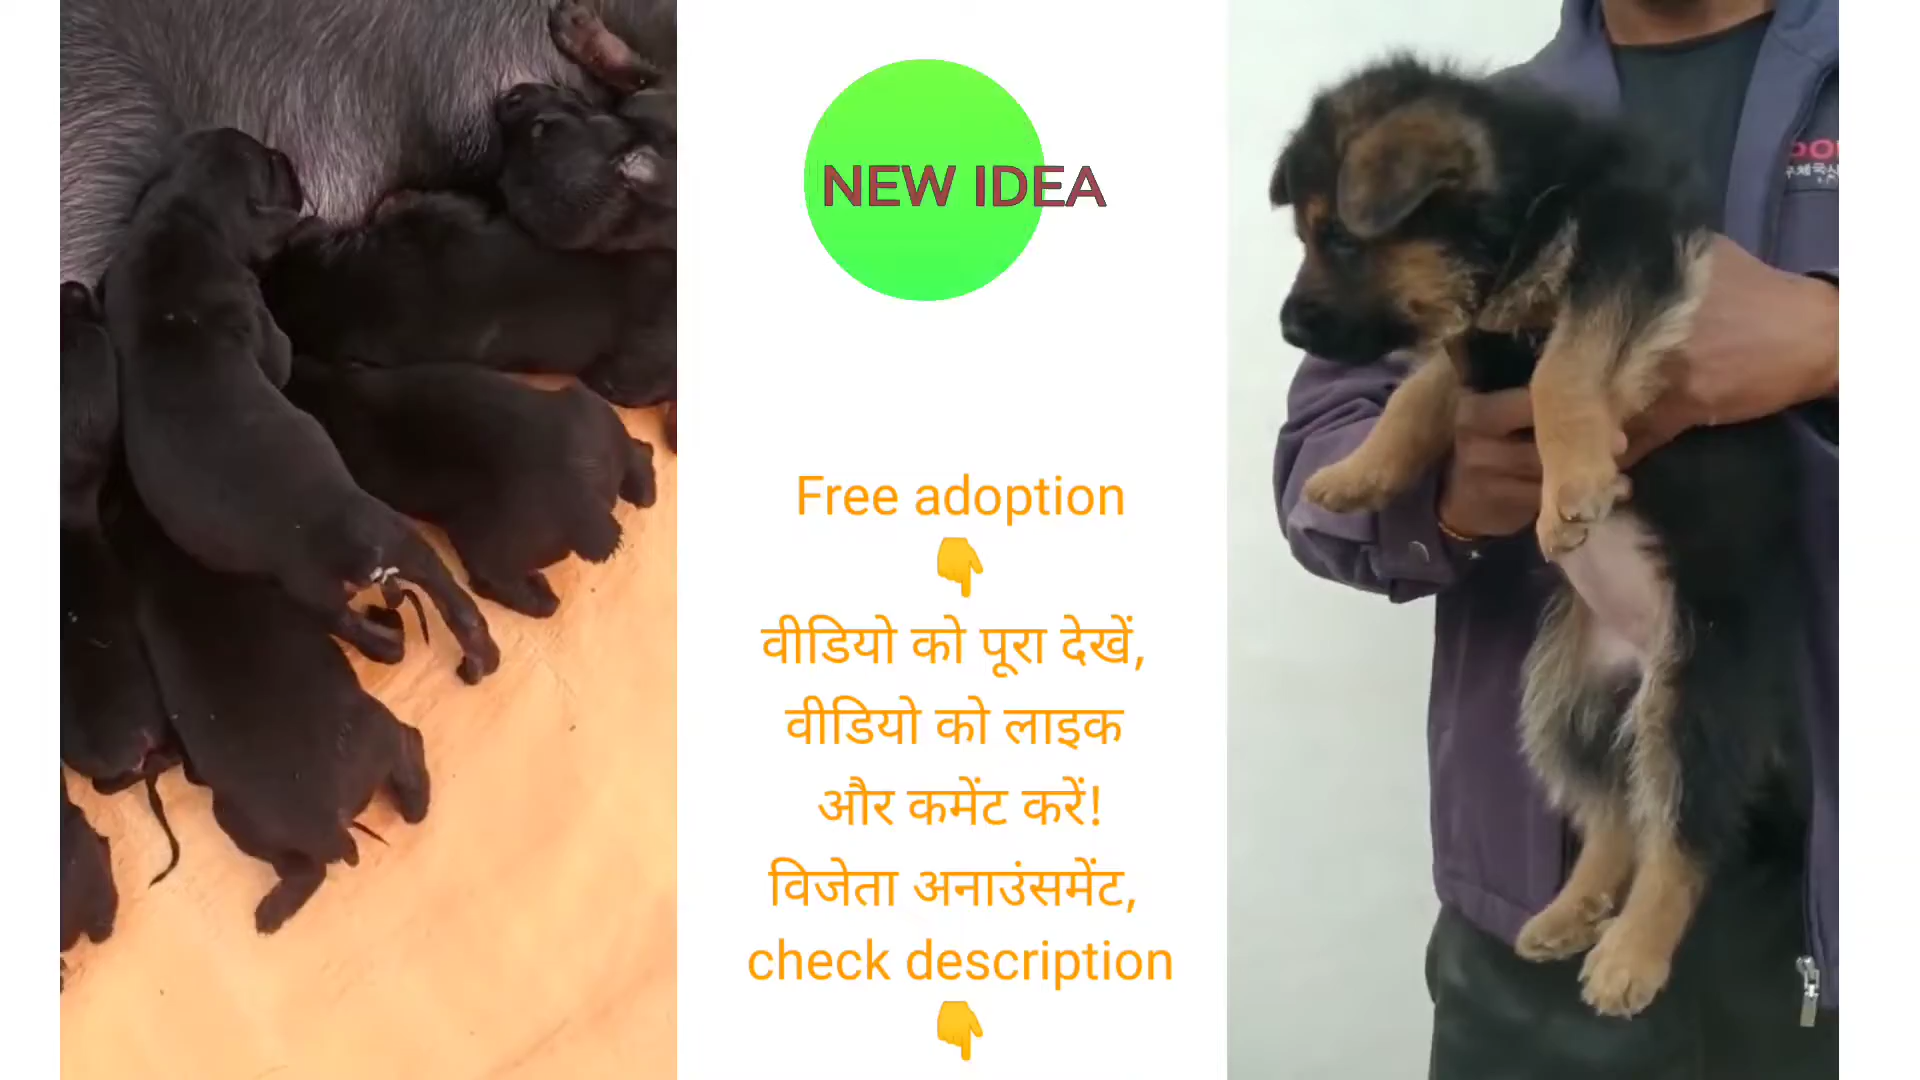 NEW IDEA
Free adoption
👇
वीडियो को पूरा देखें,
वीडियो को लाइक
और कमेंट करें!
विजेता अनाउंसमेंट,
check description
👇